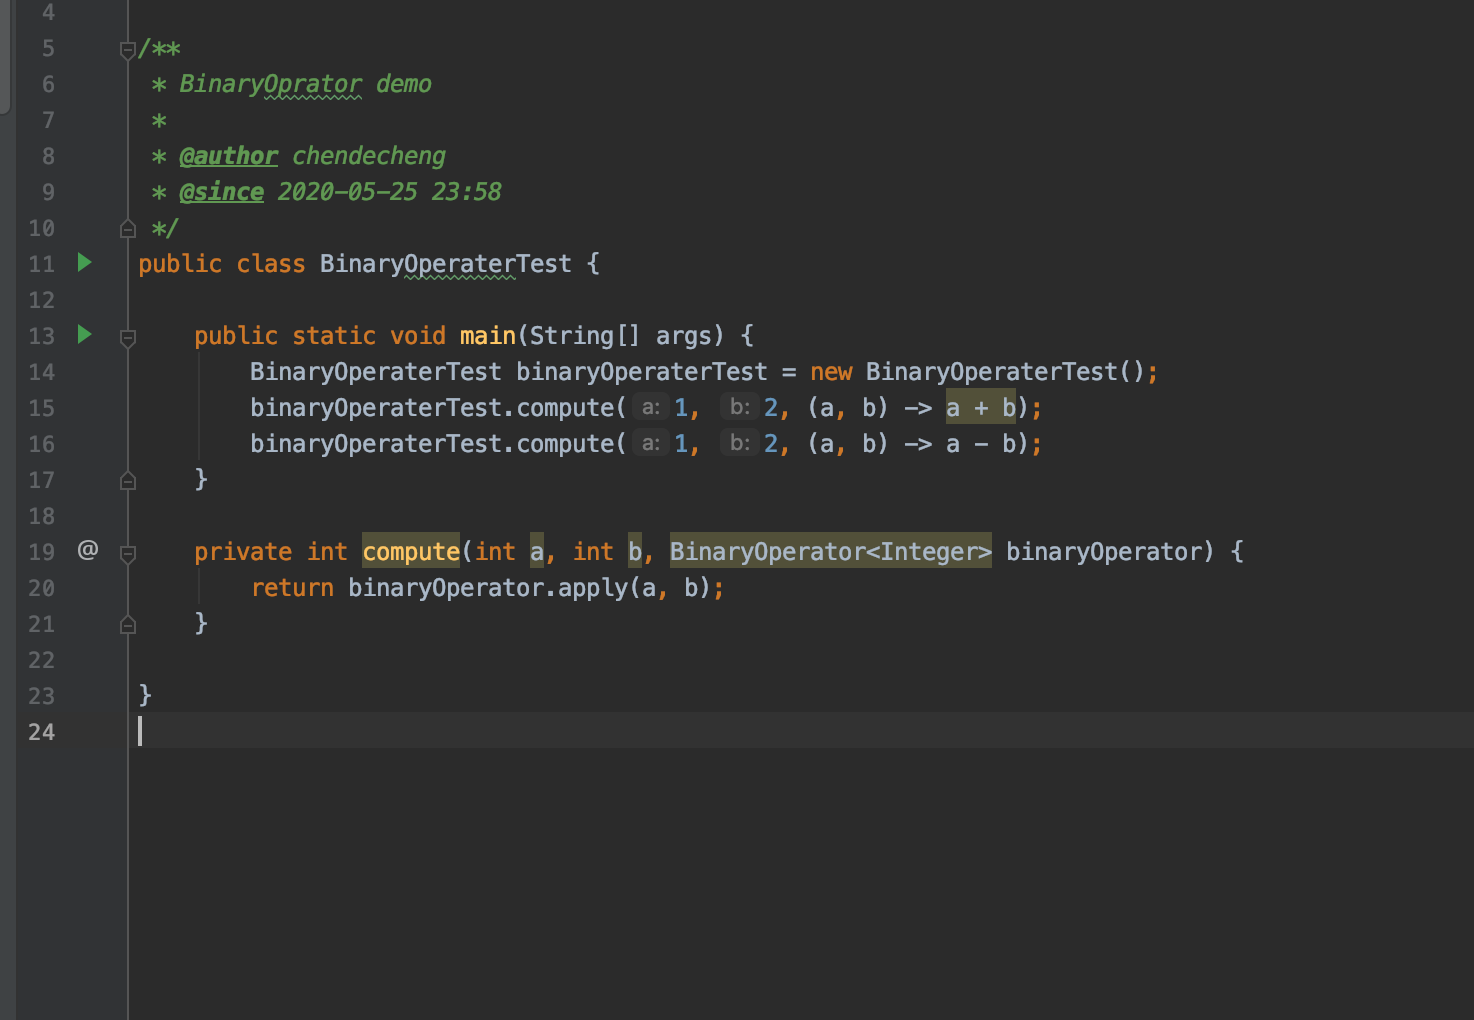 4
5 /**
6 * BinaryOprator demo
7 *
8 * @author chendecheng
9 * @since 2020-05-25 23:58
10 */
11 public class BinaryOperaterTest {
12
13 public static void main(String[] args) {
14 BinaryOperaterTest binaryOperaterTest = new BinaryOperaterTest();
15 binaryOperaterTest.compute( a: 1, b: 2, (a, b) -> a + b);
16 binaryOperaterTest.compute( a: 1, b: 2, (a, b) -> a - b);
17 }
18
19 @ private int compute(int a, int b, BinaryOperator<Integer> binaryOperator) {
20 return binaryOperator.apply(a, b);
21 }
22
23 }
24